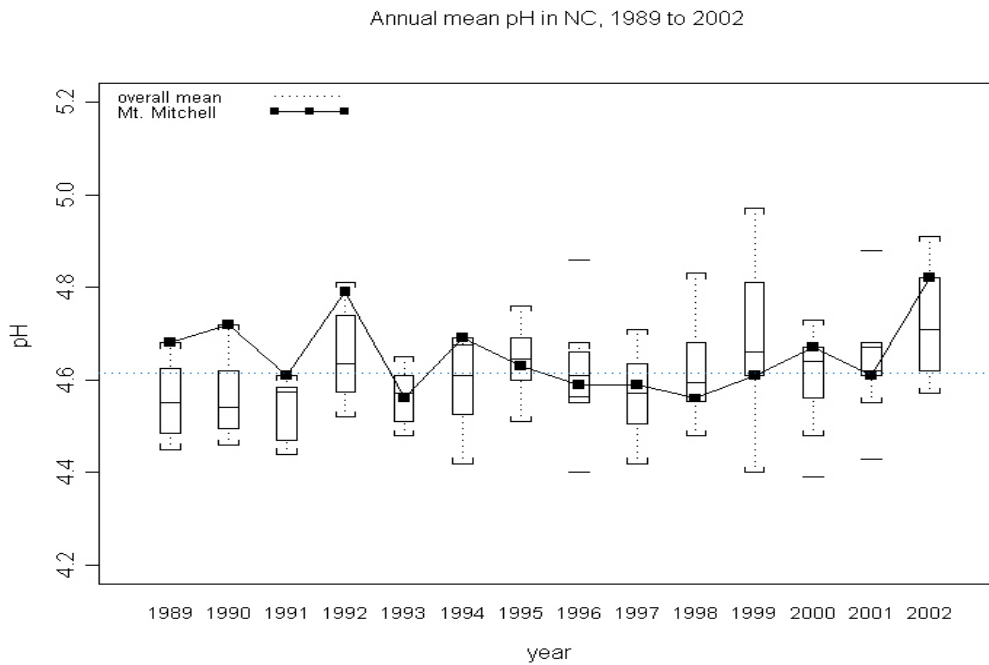 Annual mean pH in NC, 1989 to 2002
overall mean
Mt. Mitchell
5.2
5.0
4.8
4.6
4.4
4.2
pH
1989 1990 1991 1992 1993 1994 1995 1996 1997 1998 1999 2000 2001 2002
year